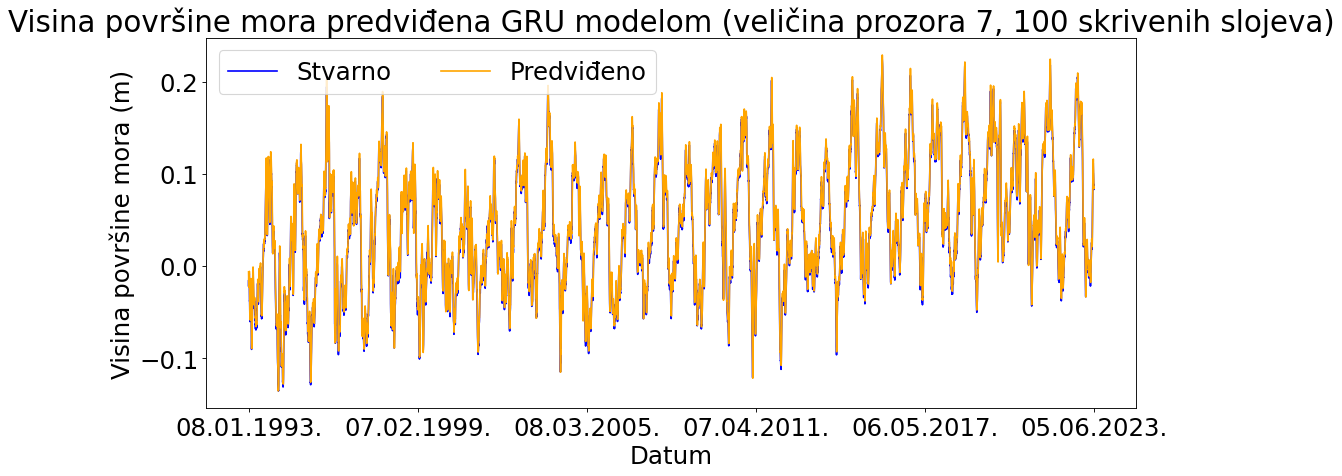 Visina površine mora predviđena GRU modelom (veličina prozora 7, 100 skrivenih slojeva)
Stvarno Predviđeno
Visina površine mora (m)
0.2
0.1
0.0
−0.1
08.01.1993. 07.02.1999. 08.03.2005. 07.04.2011. 06.05.2017. 05.06.2023.
Datum